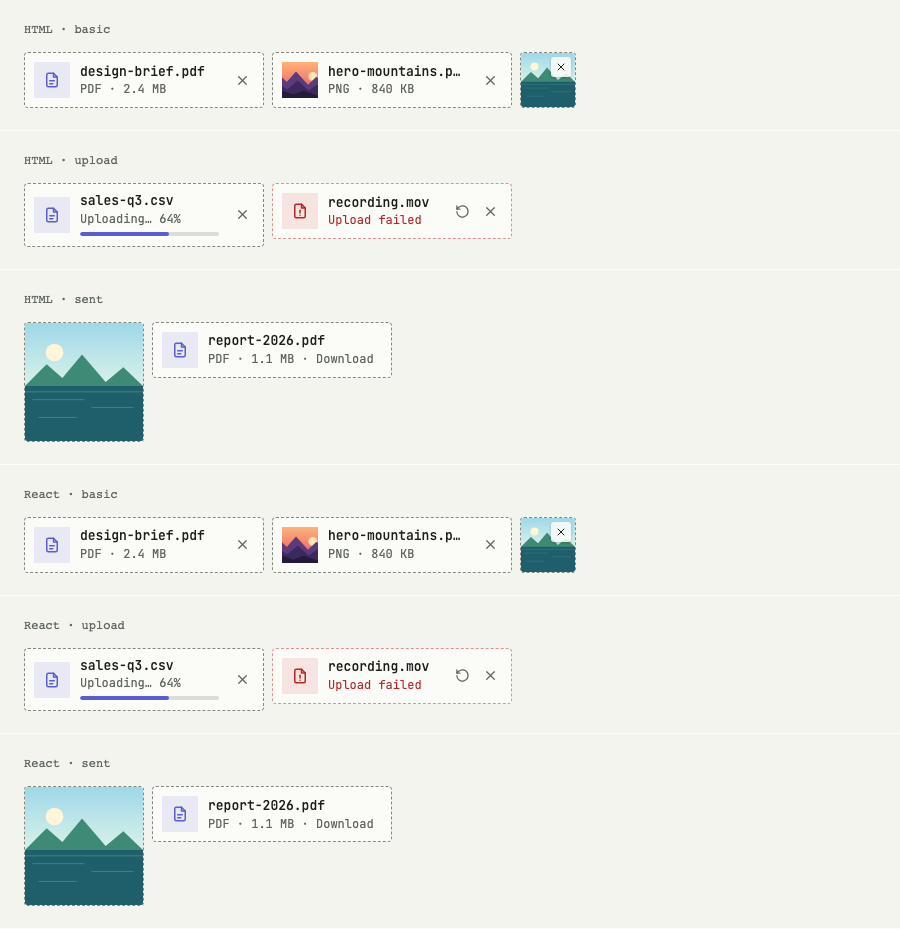 HTML · basic
design-brief.pdf
PDF · 2.4 MB
hero-mountains.p…
PNG · 840 KB
HTML · upload
sales-q3.csv
Uploading… 64%
recording.mov
Upload failed
HTML · sent
report-2026.pdf
PDF · 1.1 MB · Download
React · basic
design-brief.pdf
PDF · 2.4 MB
hero-mountains.p…
PNG · 840 KB
React · upload
sales-q3.csv
Uploading… 64%
recording.mov
Upload failed
React · sent
report-2026.pdf
PDF · 1.1 MB · Download